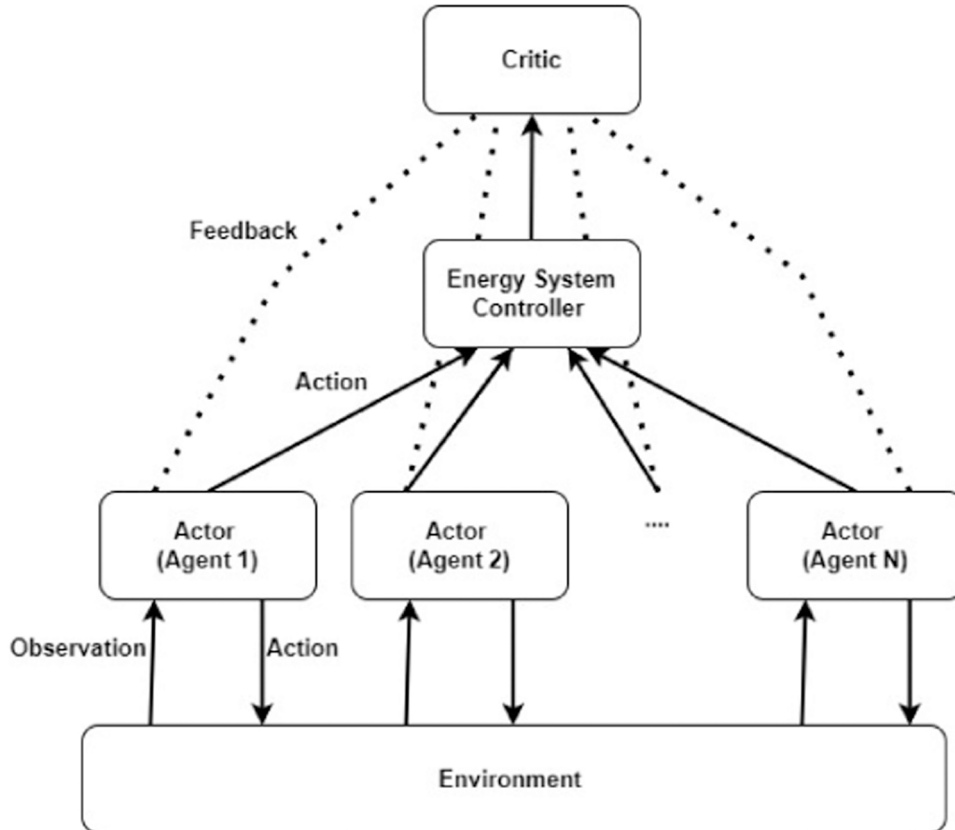 Critic
Feedback
Energy System
Controller
Action
Actor
(Agent 1)
Actor
(Agent 2)
....
Actor
(Agent N)
Observation
Action
Environment